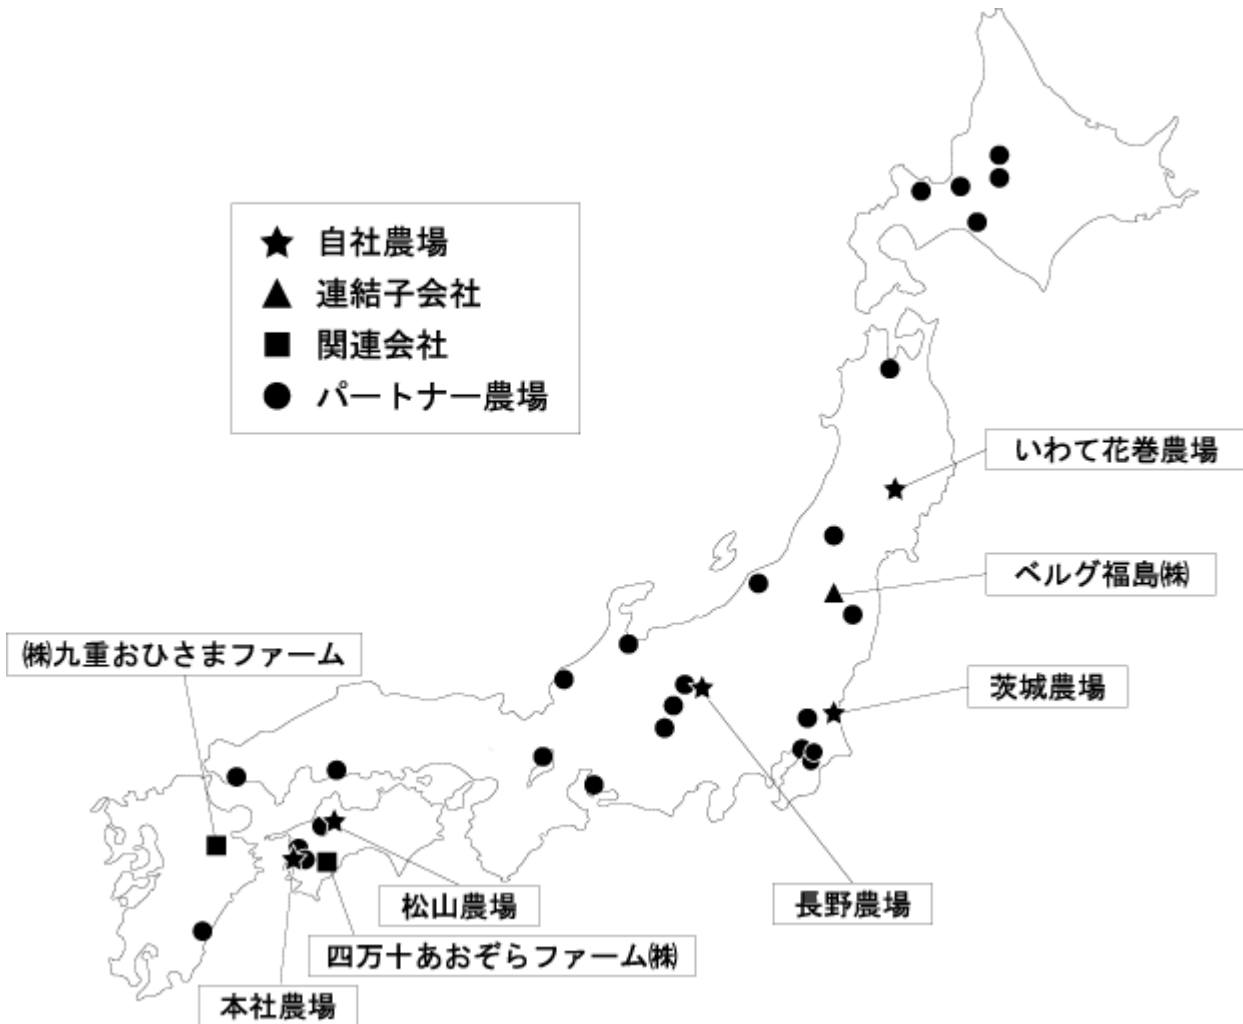 自社農場
連結子会社
関連会社
パートナー農場
いわて花巻農場
ベルグ福島㈱
㈱九重おひさまファーム
茨城農場
松山農場
長野農場
四万十あおぞらファーム㈱
本社農場